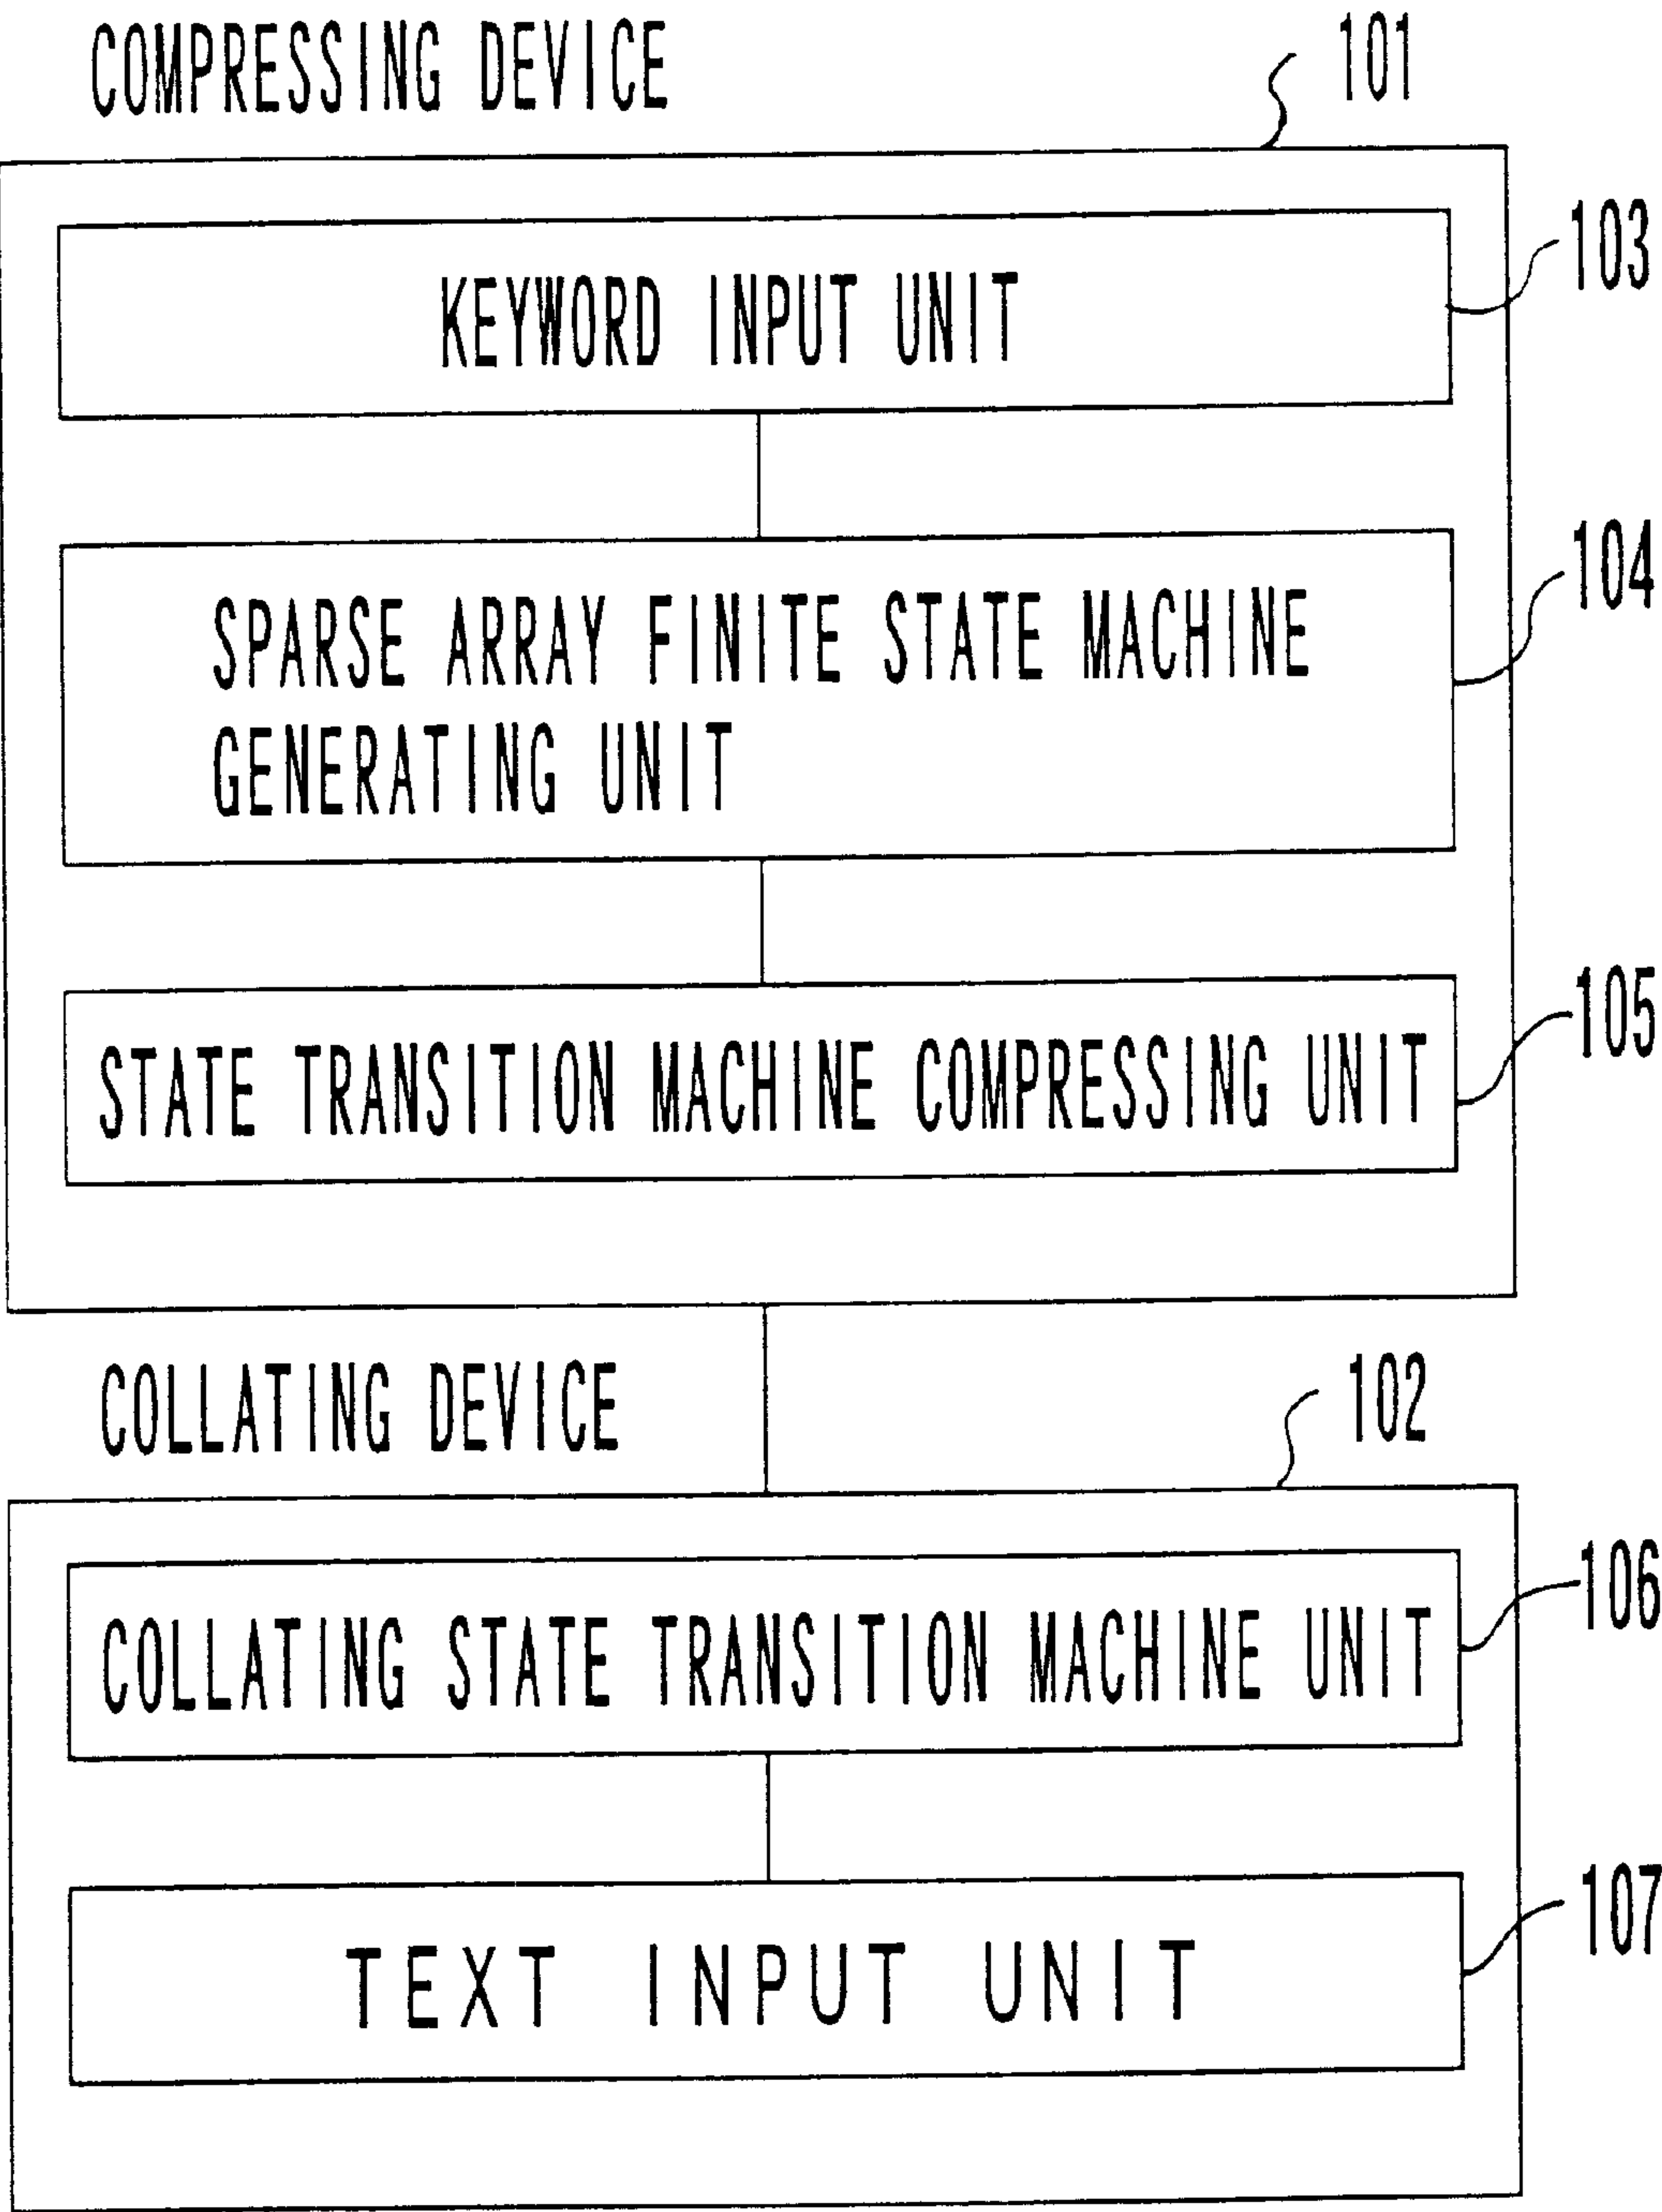 COMPRESSING DEVICE
101
KEYWORD INPUT UNIT
103
SPARSE ARRAY FINITE STATE MACHINE
GENERATING UNIT
104
STATE TRANSITION MACHINE COMPRESSING UNIT
105
COLLATING DEVICE
102
COLLATING STATE TRANSITION MACHINE UNIT
106
TEXT INPUT UNIT
107